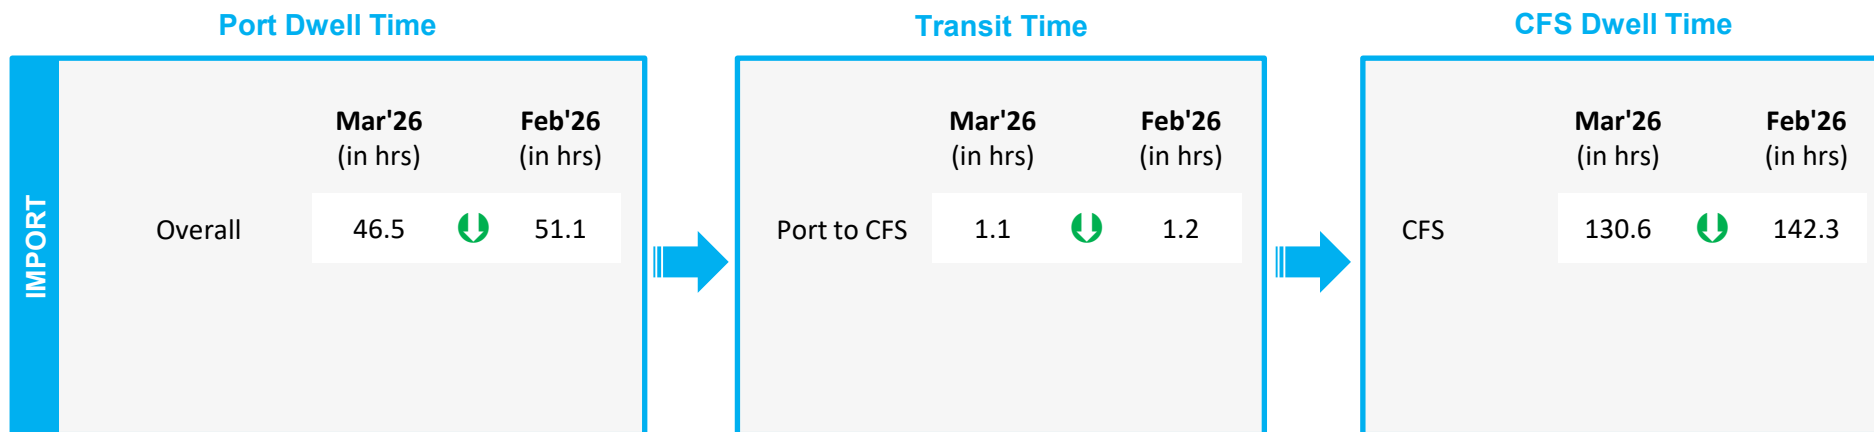 Port Dwell Time
Transit Time
CFS Dwell Time
IMPORT
Mar'26 Feb'26
(in hrs) (in hrs)
Overall 46.5 51.1
Mar'26 Feb'26
(in hrs) (in hrs)
Port to CFS 1.1 1.2
Mar'26 Feb'26
(in hrs) (in hrs)
CFS 130.6 142.3